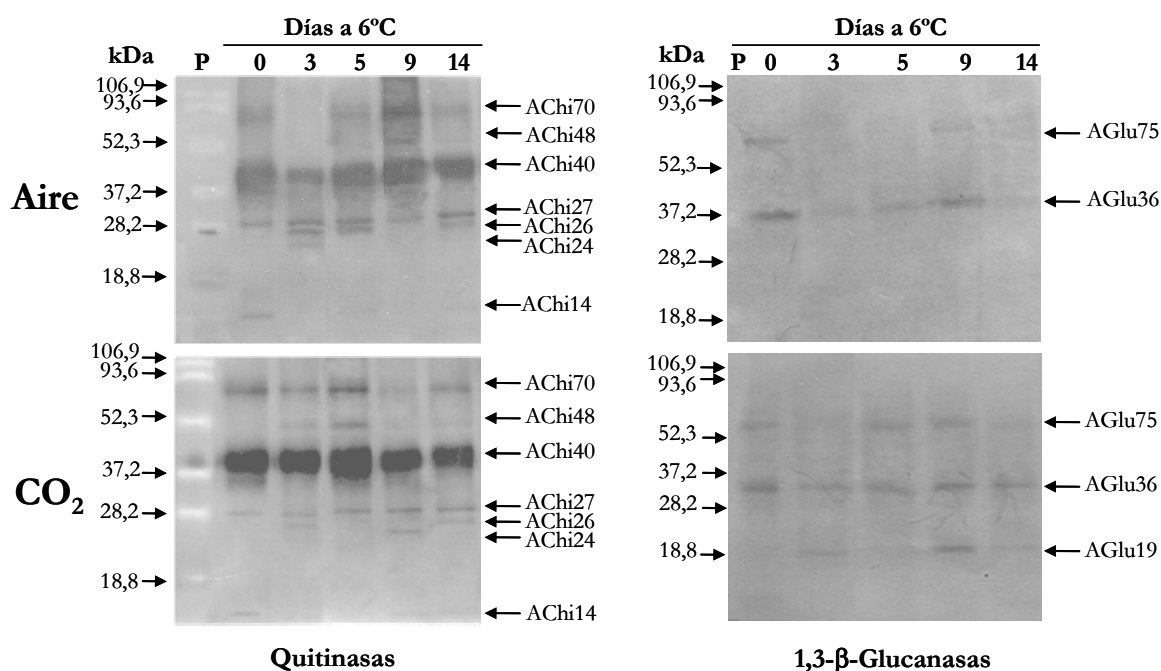 Días a 6ºC
kDa P 0 3 5 9 14
106,9
93,6
52,3
37,2
28,2
18,8
Aire
AChi70
AChi48
AChi40
AChi27
AChi26
AChi24
AChi14
Días a 6ºC
kDa P 0 3 5 9 14
106,9
93,6
52,3
37,2
28,2
18,8
AGlu75
AGlu36
106,9
93,6
52,3
37,2
28,2
18,8
CO₂
AChi70
AChi48
AChi40
AChi27
AChi26
AChi24
AChi14
Quitinasas
106,9
93,6
52,3
37,2
28,2
18,8
AGlu75
AGlu36
AGlu19
1,3-β-Glucanasas